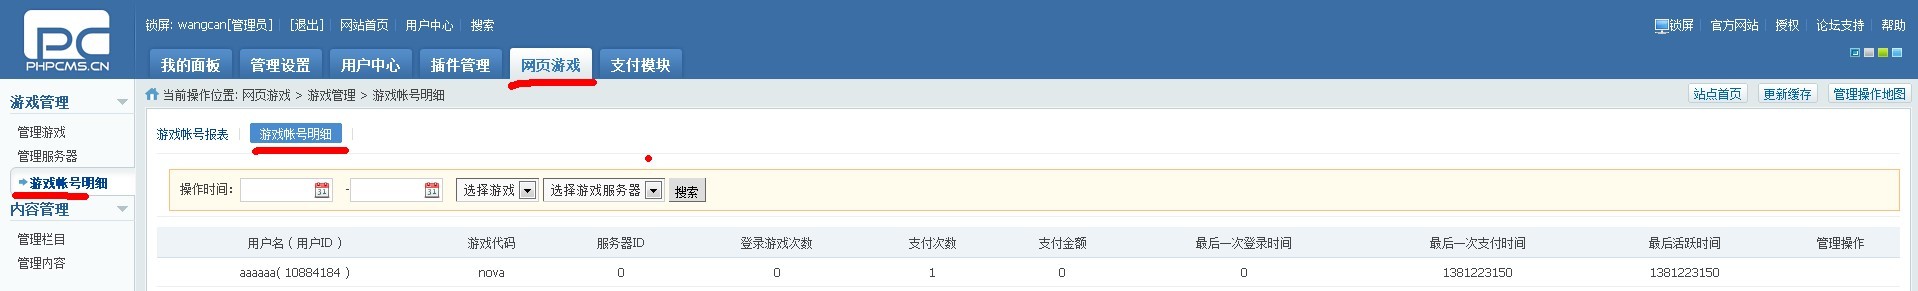 锁屏: wangcan[管理员] [退出] 网站首页 用户中心 搜索
锁屏 官方网站 授权 论坛支持 帮助
PC
PHPCMS.CN
我的面板 管理设置 用户中心 插件管理 网页游戏 支付模块
游戏管理
管理游戏
管理服务器
游戏帐号明细
内容管理
管理栏目
管理内容
当前操作位置: 网页游戏 > 游戏管理 > 游戏帐号明细
站点首页 更新缓存 管理操作地图
游戏帐号报表 游戏帐号明细
操作时间: 31 - 31 选择游戏 选择游戏服务器 搜索
用户名 ( 用户ID ) 游戏代码 服务器ID 登录游戏次数 支付次数 支付金额 最后一次登录时间 最后一次支付时间 最后活跃时间 管理操作
aaaaaa( 10884184 ) nova 0 0 1 0 0 1381223150 1381223150